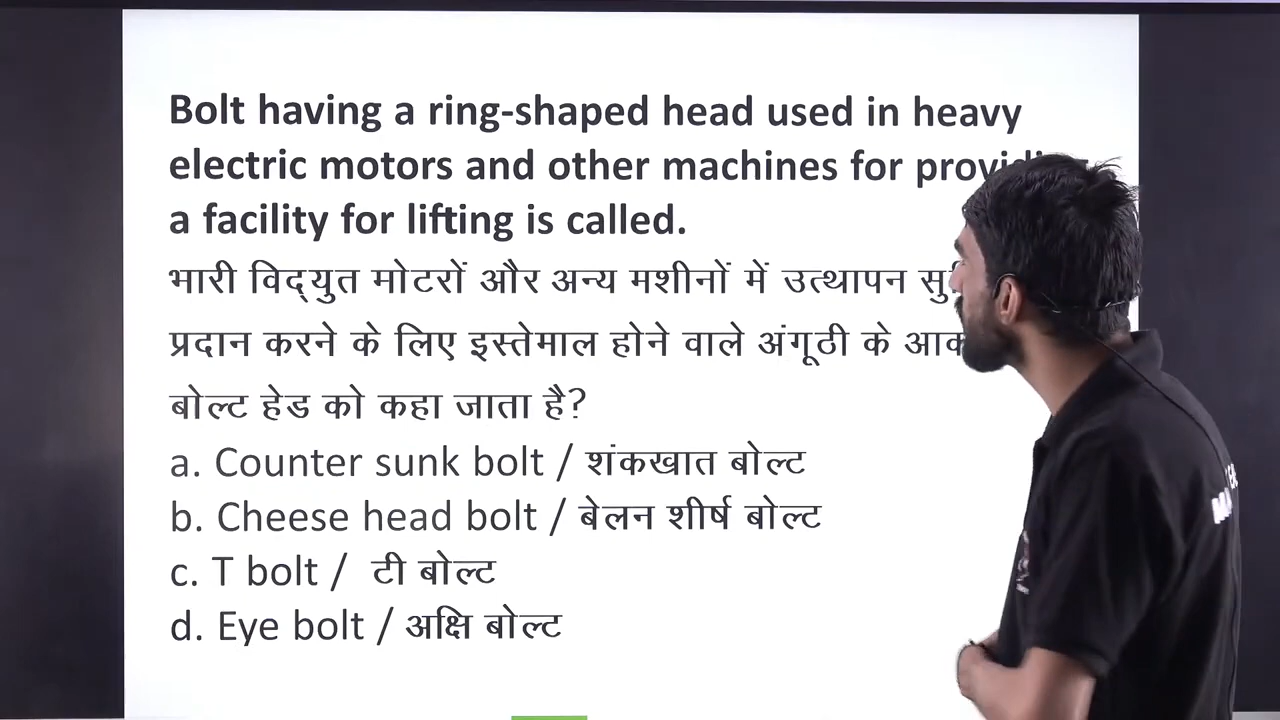 Bolt having a ring-shaped head used in heavy
electric motors and other machines for providing
a facility for lifting is called.
भारी विद्युत मोटरों और अन्य मशीनों में उत्थापन
प्रदान करने के लिए इस्तेमाल होने वाले अंगूठी के
बोल्ट हेड को कहा जाता है?
a. Counter sunk bolt / शंकखात बोल्ट
b. Cheese head bolt / बेलन शीर्ष बोल्ट
c. T bolt / टी बोल्ट
d. Eye bolt / अक्षि बोल्ट